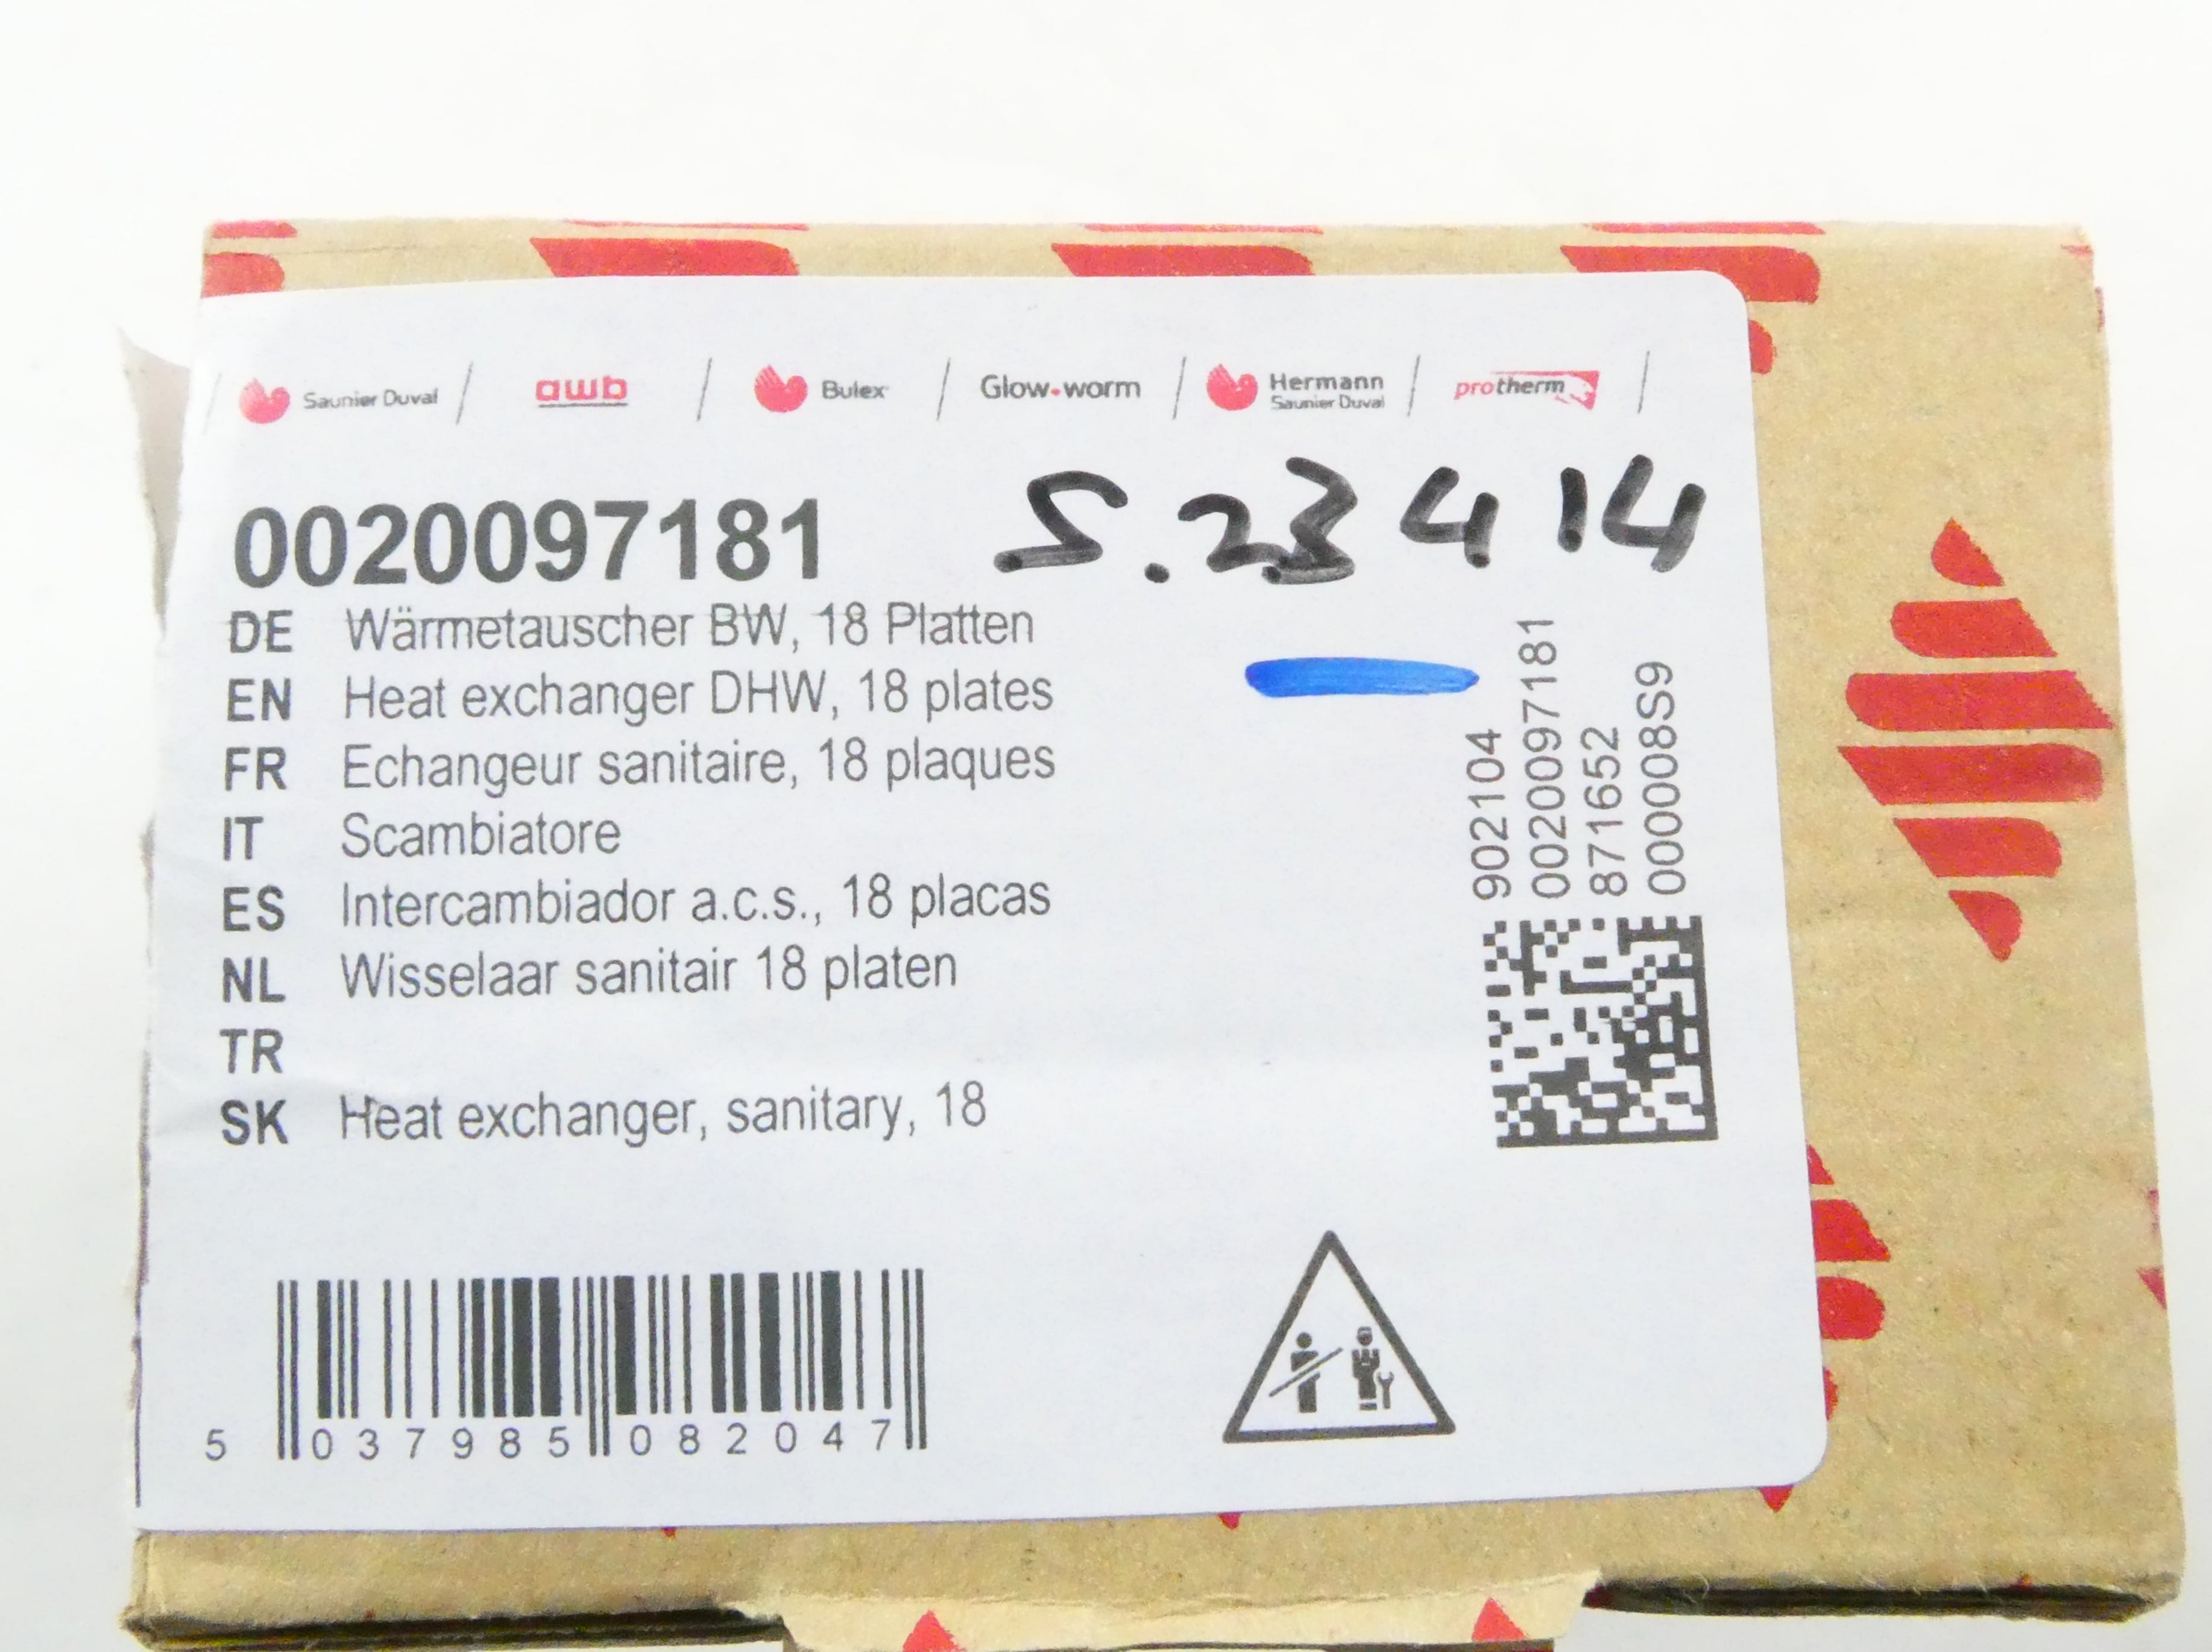 Saunier Duval awb Bulex Glow-worm Hermann Saunier Duval protherm
0020097181 S.23414
DE Wärmetauscher BW, 18 Platten
EN Heat exchanger DHW, 18 plates
FR Echangeur sanitaire, 18 plaques
IT Scambiatore
ES Intercambiador a.c.s., 18 placas
NL Wisselaar sanitair 18 platen
TR
SK Heat exchanger, sanitary, 18
902104
0020097181
871652
000008S9
5 037985 082047